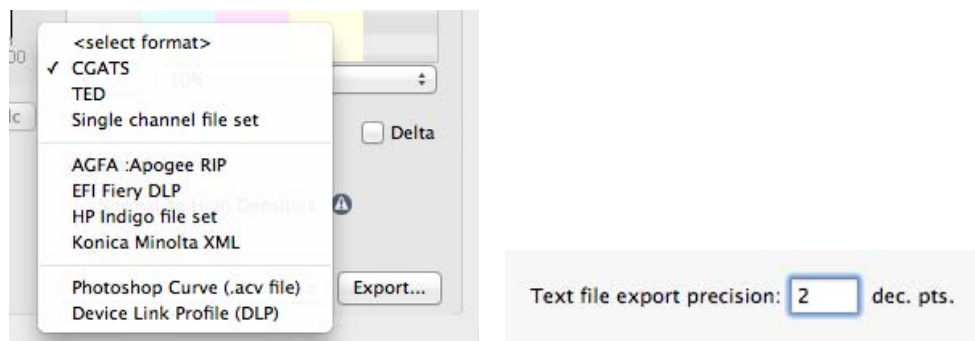 <select format>
✓ CGATS
TED
Single channel file set
Delta
AGFA :Apogee RIP
EFI Fiery DLP
HP Indigo file set
Konica Minolta XML
Photoshop Curve (.acv file)
Device Link Profile (DLP)
Export...
Text file export precision: 2 dec. pts.